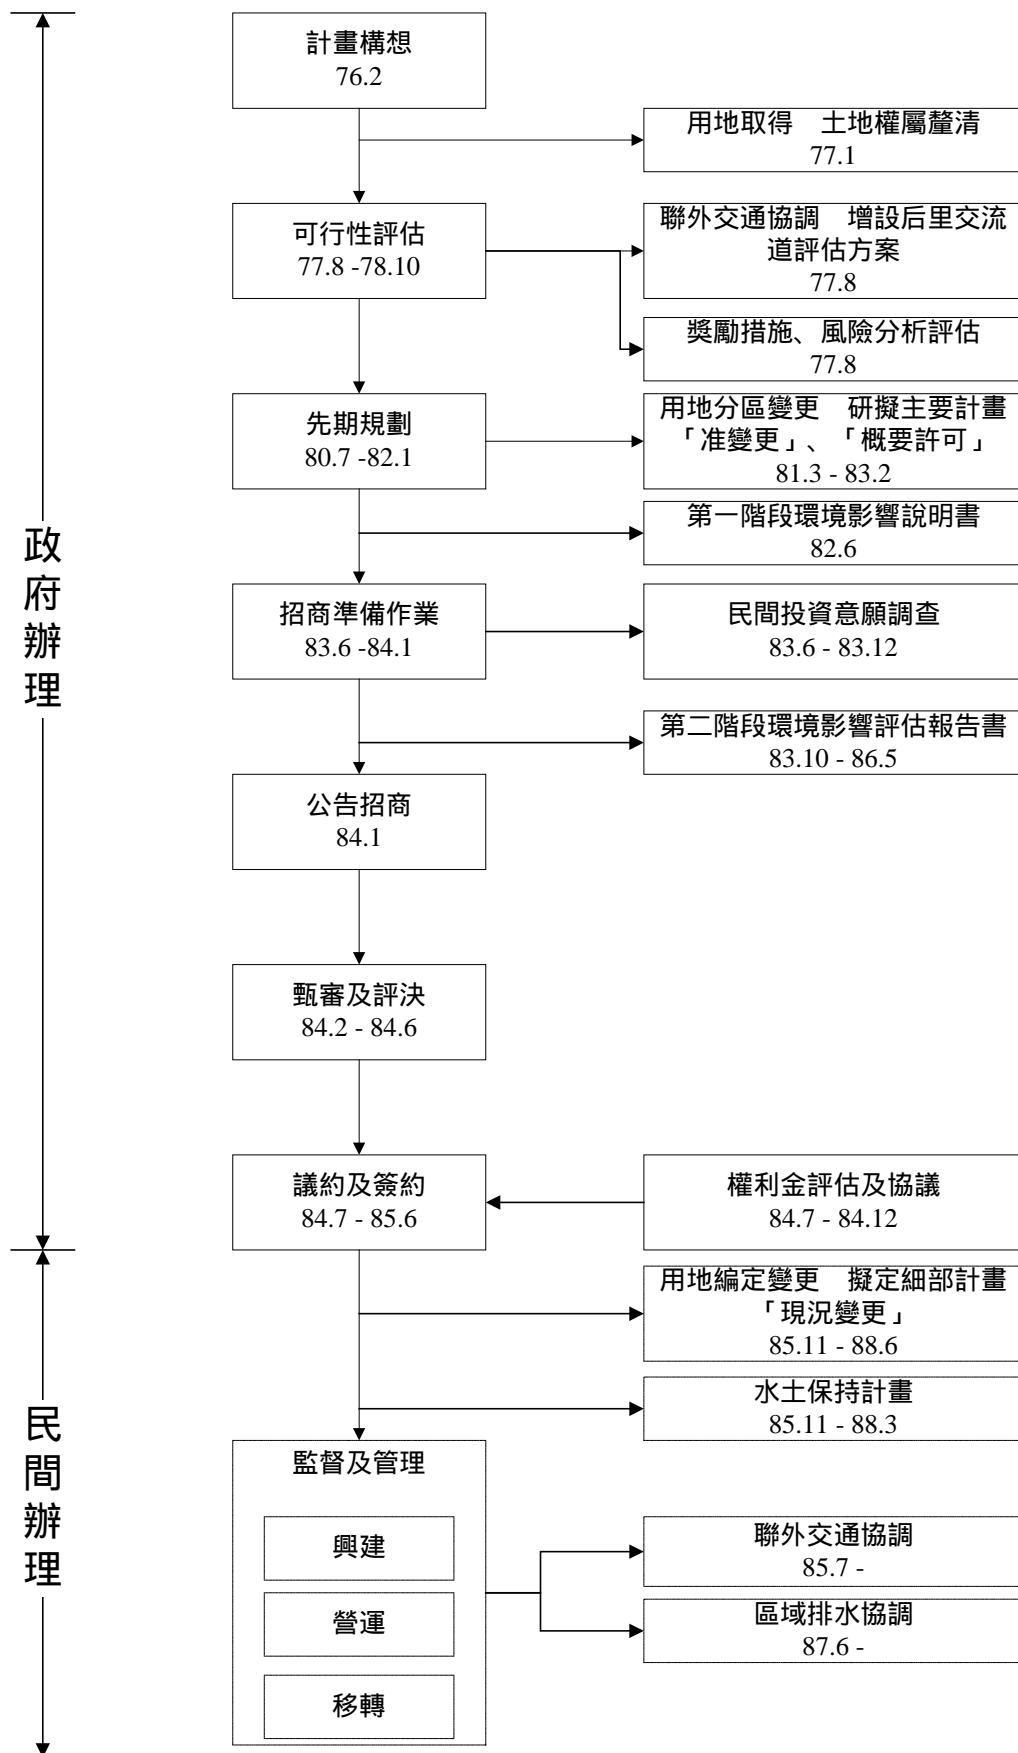 計畫構想
76.2
用地取得　土地權屬釐清
77.1
可行性評估
77.8 -78.10
聯外交通協調　增設后里交流
道評估方案
77.8
獎勵措施、風險分析評估
77.8
先期規劃
80.7 -82.1
用地分區變更　研擬主要計畫
「准變更」、「概要許可」
81.3 - 83.2
第一階段環境影響說明書
82.6
政府辦理
招商準備作業
83.6 -84.1
民間投資意願調查
83.6 - 83.12
第二階段環境影響評估報告書
83.10 - 86.5
公告招商
84.1
甄審及評決
84.2 - 84.6
議約及簽約
84.7 - 85.6
權利金評估及協議
84.7 - 84.12
用地編定變更　擬定細部計畫
「現況變更」
85.11 - 88.6
水土保持計畫
85.11 - 88.3
民間辦理
監督及管理
興建
營運
移轉
聯外交通協調
85.7 -
區域排水協調
87.6 -